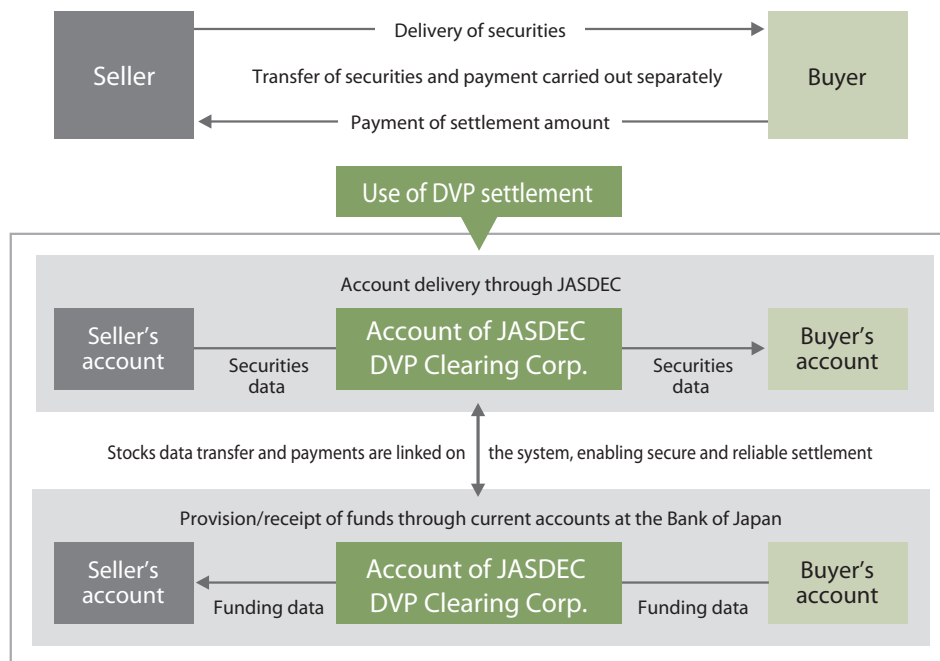 Delivery of securities
Seller
Transfer of securities and payment carried out separately
Buyer
Payment of settlement amount
Use of DVP settlement
Account delivery through JASDEC
Seller's
account
Securities
data
Account of JASDEC
DVP Clearing Corp.
Securities
data
Buyer's
account
Stocks data transfer and payments are linked on the system, enabling secure and reliable settlement
Provision/receipt of funds through current accounts at the Bank of Japan
Seller's
account
Funding data
Account of JASDEC
DVP Clearing Corp.
Funding data
Buyer's
account